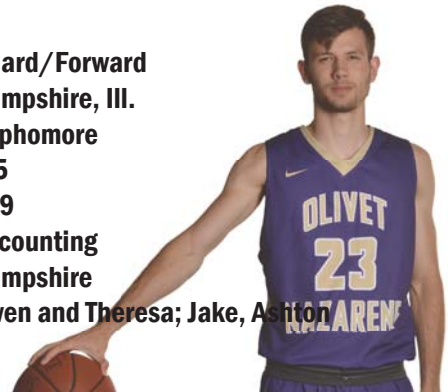 ard/Forward
mpshire, Ill.
phomore
5
9
counting
mpshire
ven and Theresa; Jake, Ashton
OLIVET
23
NAZARENE